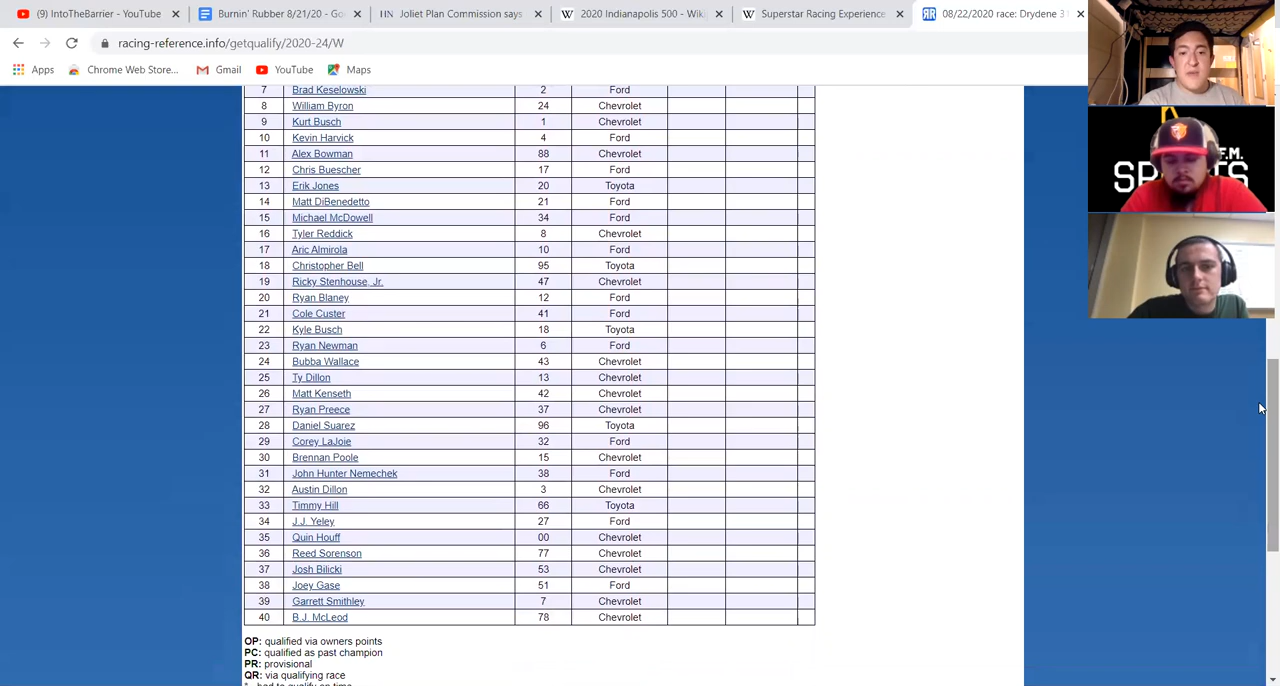 IntoTheBarrier - YouTube
Burnin' Rubber 8/21/20 - Go
Joliet Plan Commission says
2020 Indianapolis 500 - Wiki
Superstar Racing Experience
08/22/2020 race: Drydene 3
racing-reference.info/getqualify/2020-24/W
Apps Chrome Web Store... Gmail YouTube Maps
7 Brad Keselowski 2 Ford
8 William Byron 24 Chevrolet
9 Kurt Busch 1 Chevrolet
10 Kevin Harvick 4 Ford
11 Alex Bowman 88 Chevrolet
12 Chris Buescher 17 Ford
13 Erik Jones 20 Toyota
14 Matt DiBenedetto 21 Ford
15 Michael McDowell 34 Ford
16 Tyler Reddick 8 Chevrolet
17 Aric Almirola 10 Ford
18 Christopher Bell 95 Toyota
19 Ricky Stenhouse, Jr. 47 Chevrolet
20 Ryan Blaney 12 Ford
21 Cole Custer 41 Ford
22 Kyle Busch 18 Toyota
23 Ryan Newman 6 Ford
24 Bubba Wallace 43 Chevrolet
25 Ty Dillon 13 Chevrolet
26 Matt Kenseth 42 Chevrolet
27 Ryan Preece 37 Chevrolet
28 Daniel Suarez 96 Toyota
29 Corey LaJoie 32 Ford
30 Brennan Poole 15 Chevrolet
31 John Hunter Nemechek 38 Ford
32 Austin Dillon 3 Chevrolet
33 Timmy Hill 66 Toyota
34 J.J. Yeley 27 Ford
35 Quin Houff 00 Chevrolet
36 Reed Sorenson 77 Chevrolet
37 Josh Bilicki 53 Chevrolet
38 Joey Gase 51 Ford
39 Garrett Smithley 7 Chevrolet
40 B.J. McLeod 78 Chevrolet
OP: qualified via owners points
PC: qualified as past champion
PR: provisional
QR: via qualifying race
* - had to qualify on time
F.M.